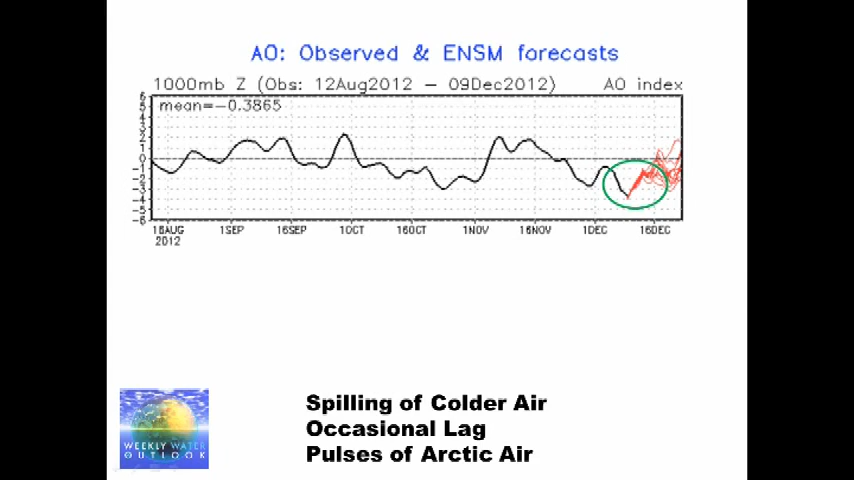 AO: Observed & ENSM forecasts
1000mb Z (Obs: 12Aug2012 – 09Dec2012) AO index
mean=-0.3865
6
5
4
3
2
1
0
-1
-2
-3
-4
-5
-6
16AUG 1SEP 16SEP 1OCT 16OCT 1NOV 16NOV 1DEC 16DEC
2012
Spilling of Colder Air
Occasional Lag
Pulses of Arctic Air
WEEKLY WATER
OUTLOOK